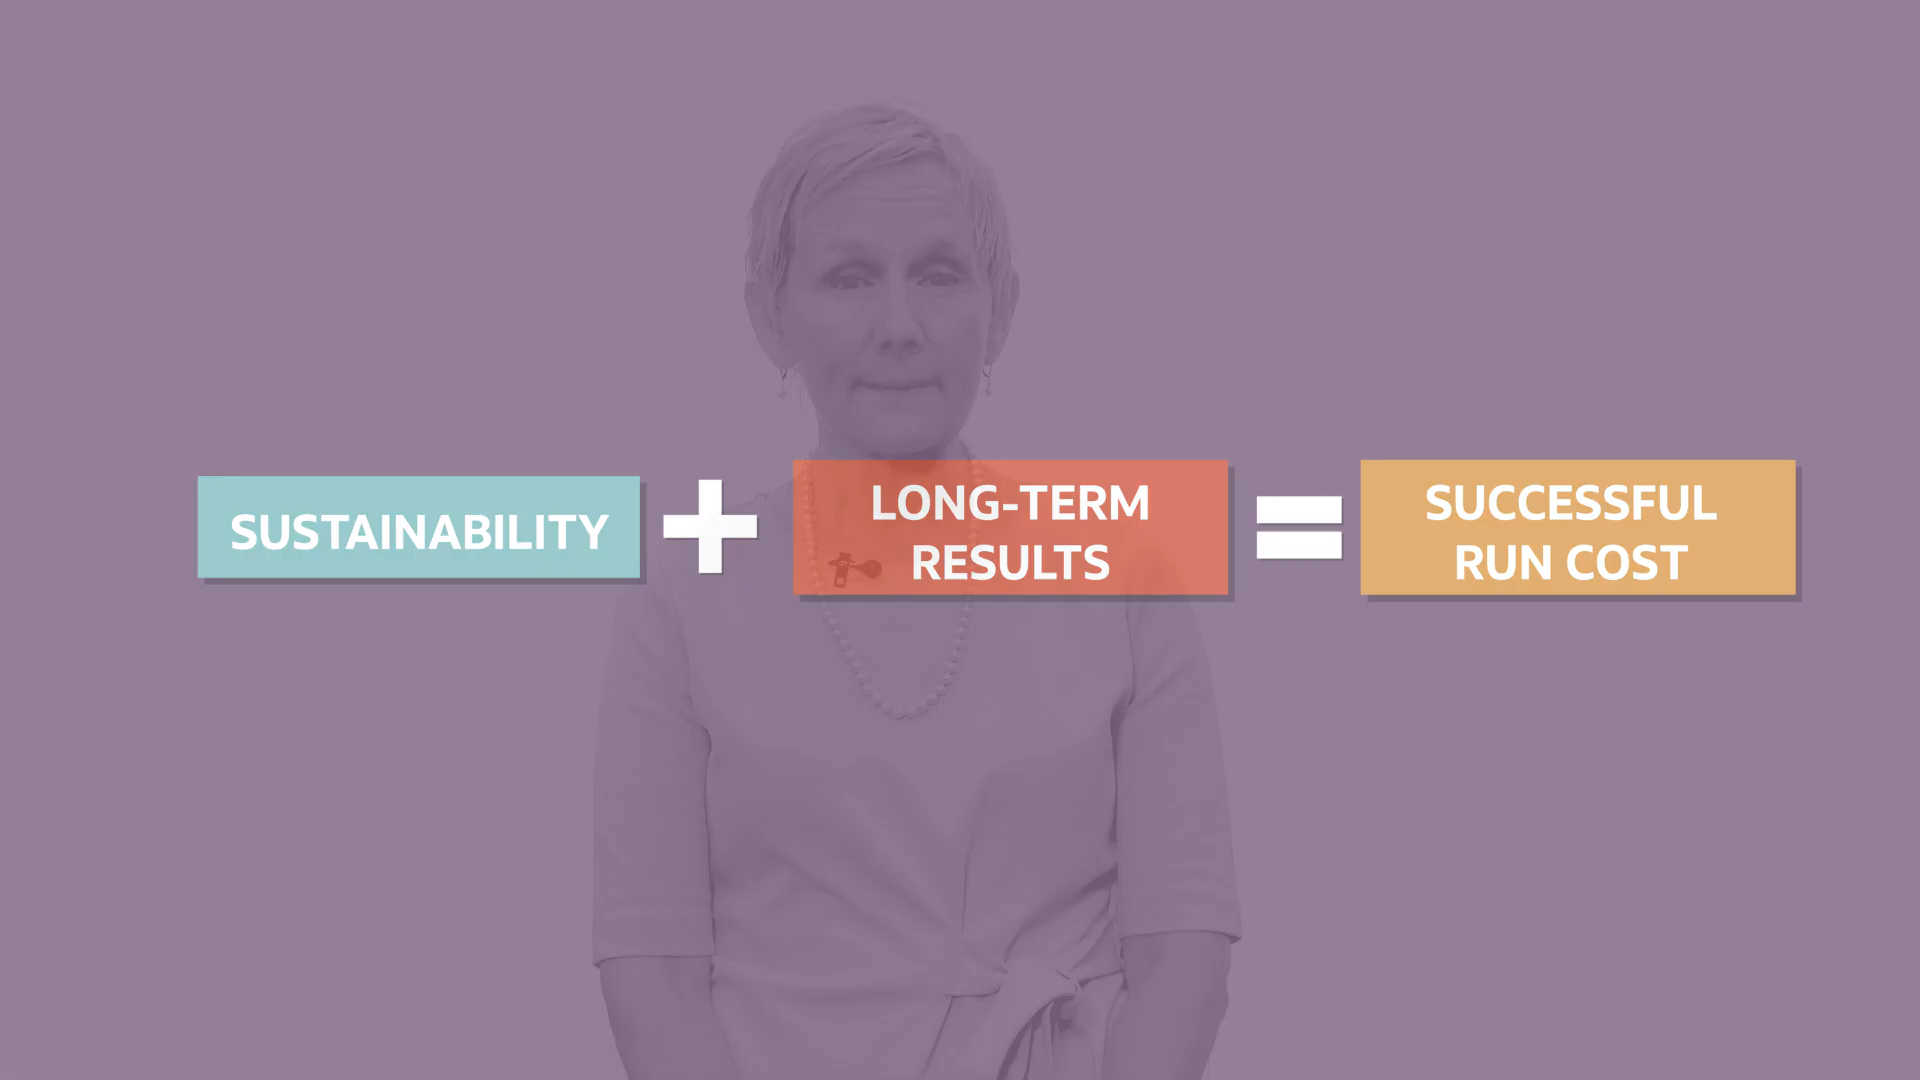 SUSTAINABILITY
+
LONG-TERM
RESULTS
=
SUCCESSFUL
RUN COST